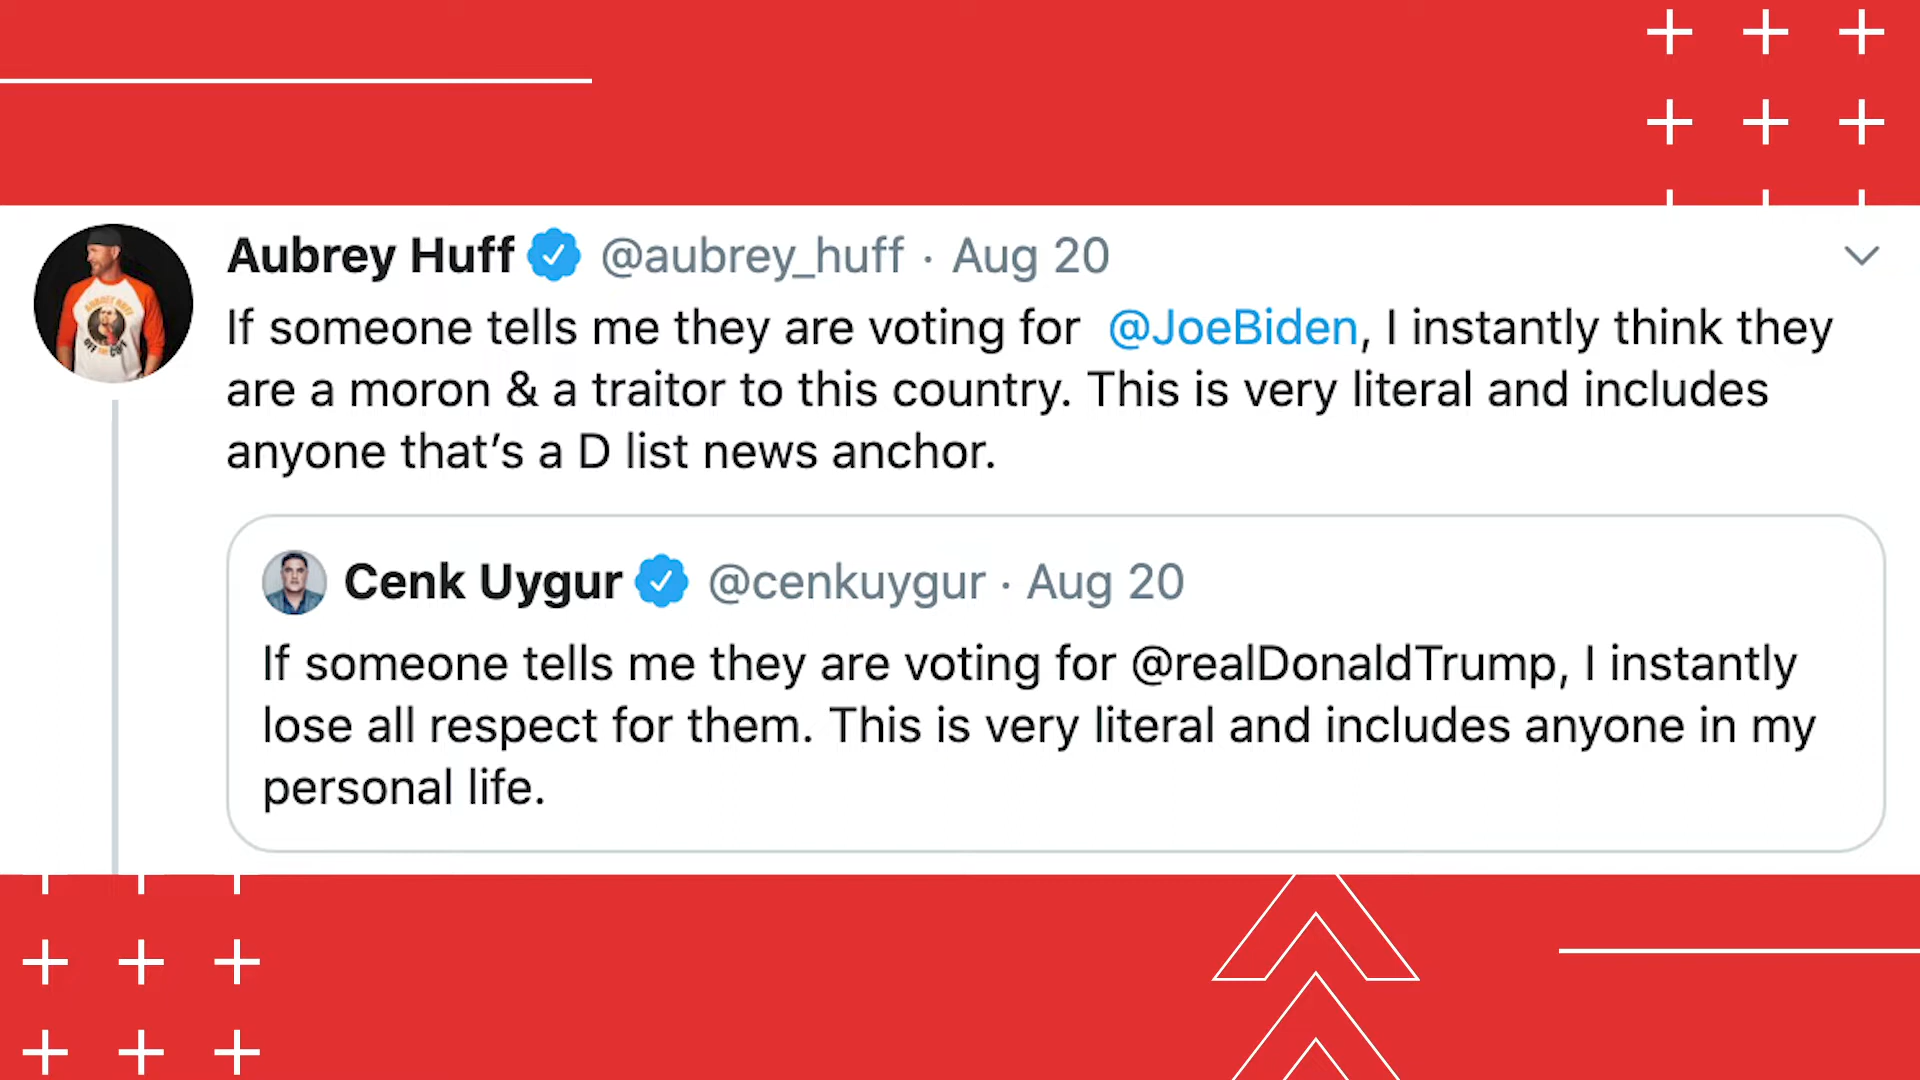 Aubrey Huff @aubrey_huff · Aug 20
If someone tells me they are voting for @JoeBiden, I instantly think they
are a moron & a traitor to this country. This is very literal and includes
anyone that’s a D list news anchor.
Cenk Uygur @cenkuygur · Aug 20
If someone tells me they are voting for @realDonaldTrump, I instantly
lose all respect for them. This is very literal and includes anyone in my
personal life.